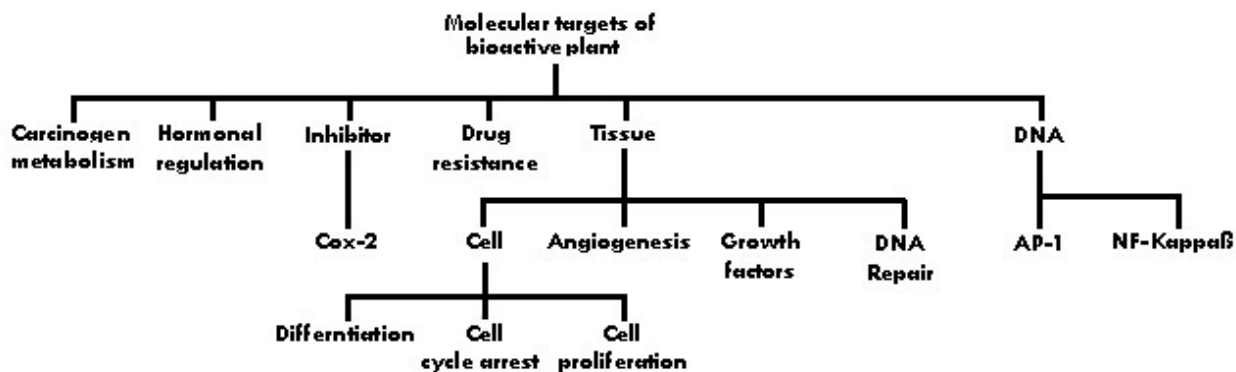 Molecular targets of
bioactive plant
Carcinogen
metabolism
Hormonal
regulation
Inhibitor
Drug
resistance
Tissue
DNA
Cox-2
Cell
Angiogenesis
Growth
factors
DNA
Repair
AP-1
NF-Kappaß
Differntiation
Cell
cycle arrest
Cell
proliferation